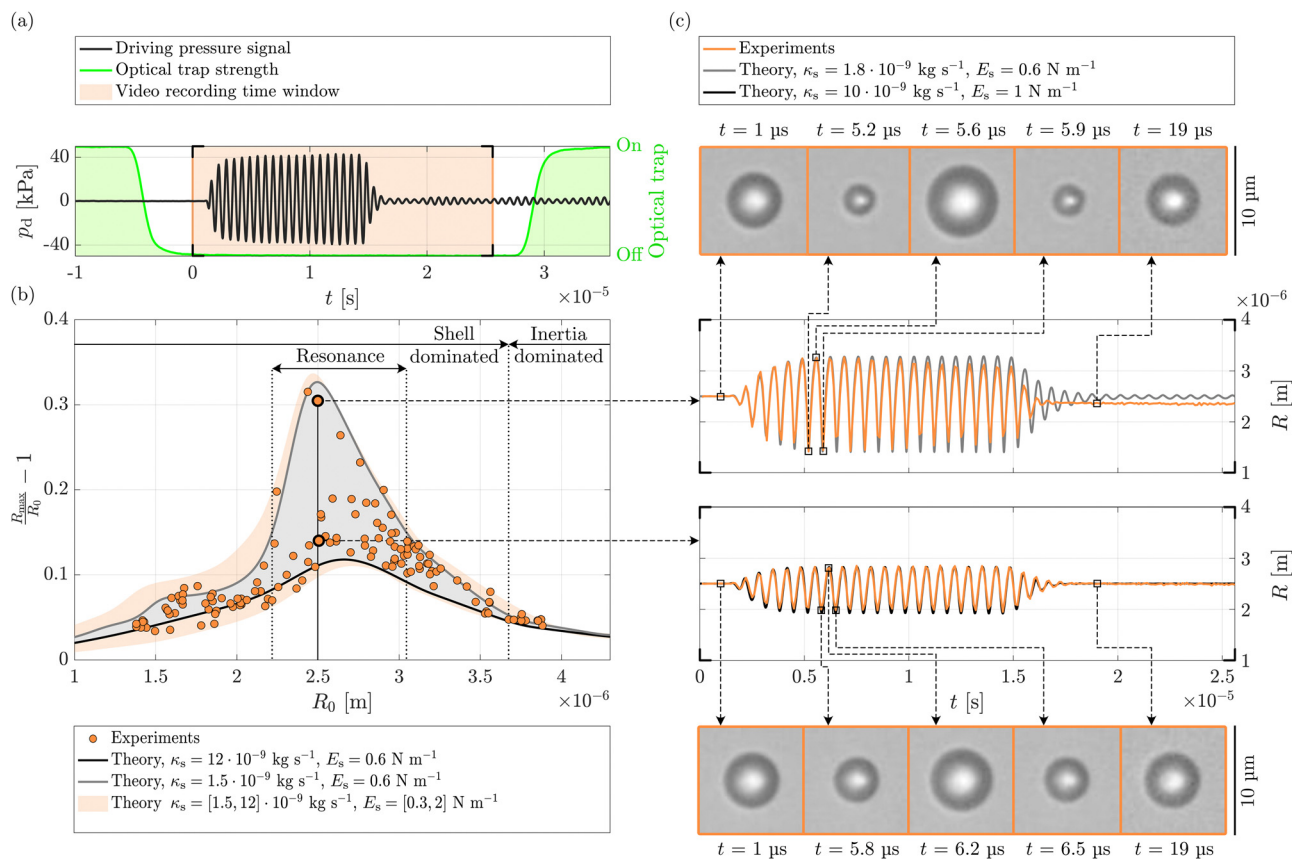 (a)
Driving pressure signal
Optical trap strength
Video recording time window
40
0
-40
p_d [kPa]
On
Off
Optical trap
-1 0 1 2 3
t [s]
×10⁻⁵
(b)
0.4
0.3
0.2
0.1
0
R_max/R_0 − 1
Resonance
Shell dominated
Inertia dominated
1 1.5 2 2.5 3 3.5 4
R_0 [m]
×10⁻⁶
Experiments
Theory, κ_s = 12 · 10⁻⁹ kg s⁻¹, E_s = 0.6 N m⁻¹
Theory, κ_s = 1.5 · 10⁻⁹ kg s⁻¹, E_s = 0.6 N m⁻¹
Theory κ_s = [1.5, 12] · 10⁻⁹ kg s⁻¹, E_s = [0.3, 2] N m⁻¹
(c)
Experiments
Theory, κ_s = 1.8 · 10⁻⁹ kg s⁻¹, E_s = 0.6 N m⁻¹
Theory, κ_s = 10 · 10⁻⁹ kg s⁻¹, E_s = 1 N m⁻¹
t = 1 µs t = 5.2 µs t = 5.6 µs t = 5.9 µs t = 19 µs
10 µm
×10⁻⁶
4
3
2
1
R [m]
4
3
2
1
R [m]
0 0.5 1 1.5 2 2.5
t [s]
×10⁻⁵
10 µm
t = 1 µs t = 5.8 µs t = 6.2 µs t = 6.5 µs t = 19 µs